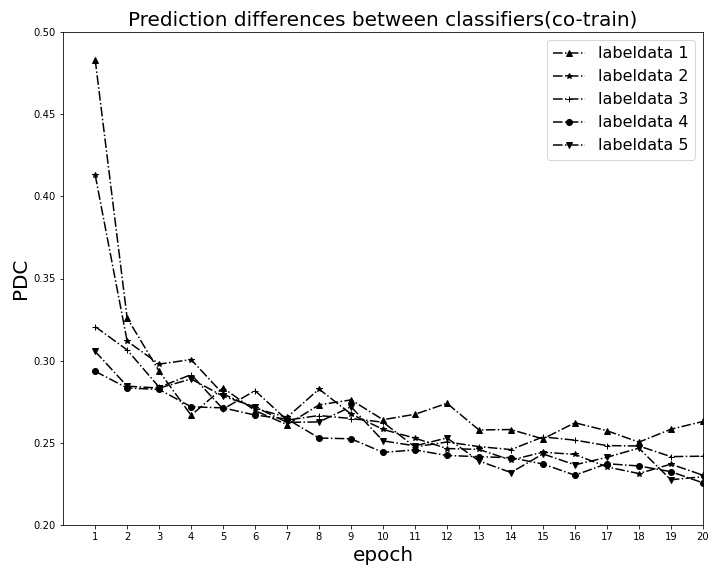 Prediction differences between classifiers(co-train)
0.50
0.45
0.40
0.35
0.30
0.25
0.20
PDC
labeldata 1
labeldata 2
labeldata 3
labeldata 4
labeldata 5
1 2 3 4 5 6 7 8 9 10 11 12 13 14 15 16 17 18 19 20
epoch